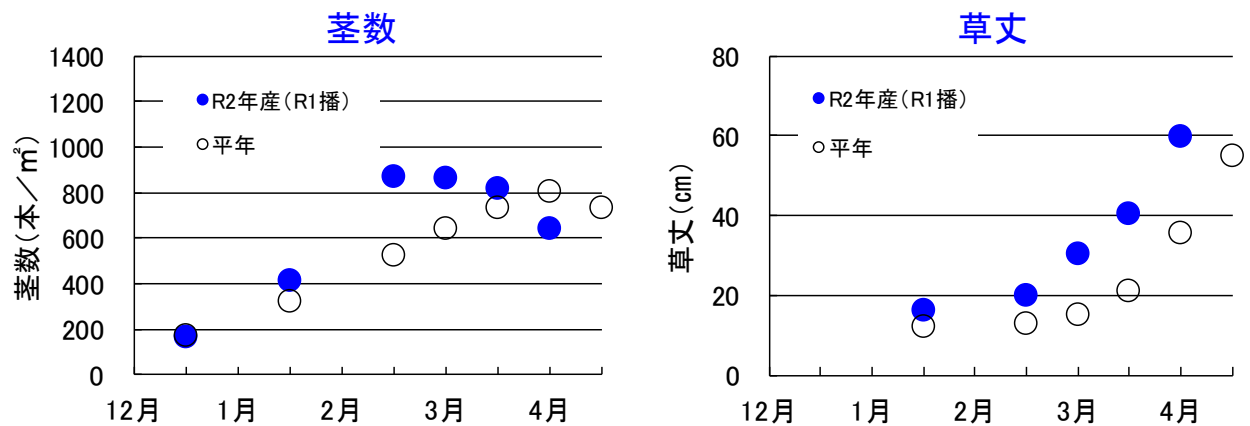 茎数
茎数(本／㎡)
1400
1200
1000
800
600
400
200
0
●R2年産(R1播)
○平年
12月 1月 2月 3月 4月
草丈
草丈(cm)
80
60
40
20
0
●R2年産(R1播)
○平年
12月 1月 2月 3月 4月